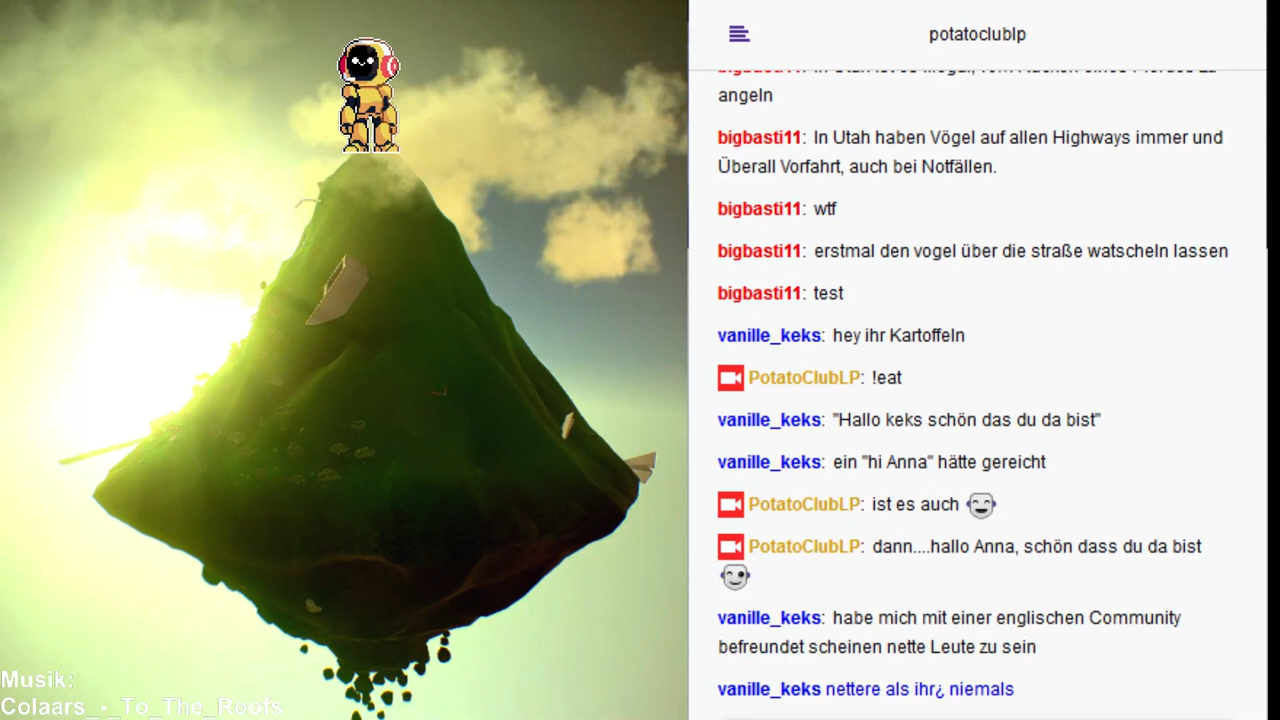 potatoclublp
angeln
bigbasti11: In Utah haben Vögel auf allen Highways immer und
Überall Vorfahrt, auch bei Notfällen.
bigbasti11: wtf
bigbasti11: erstmal den vogel über die straße watscheln lassen
bigbasti11: test
vanille_keks: hey ihr Kartoffeln
PotatoClubLP: !eat
vanille_keks: "Hallo keks schön das du da bist"
vanille_keks: ein "hi Anna" hätte gereicht
PotatoClubLP: ist es auch
PotatoClubLP: dann....hallo Anna, schön dass du da bist
vanille_keks: habe mich mit einer englischen Community
befreundet scheinen nette Leute zu sein
vanille_keks nettere als ihr¿ niemals
Musik:
Colaars_-_To_The_Roofs